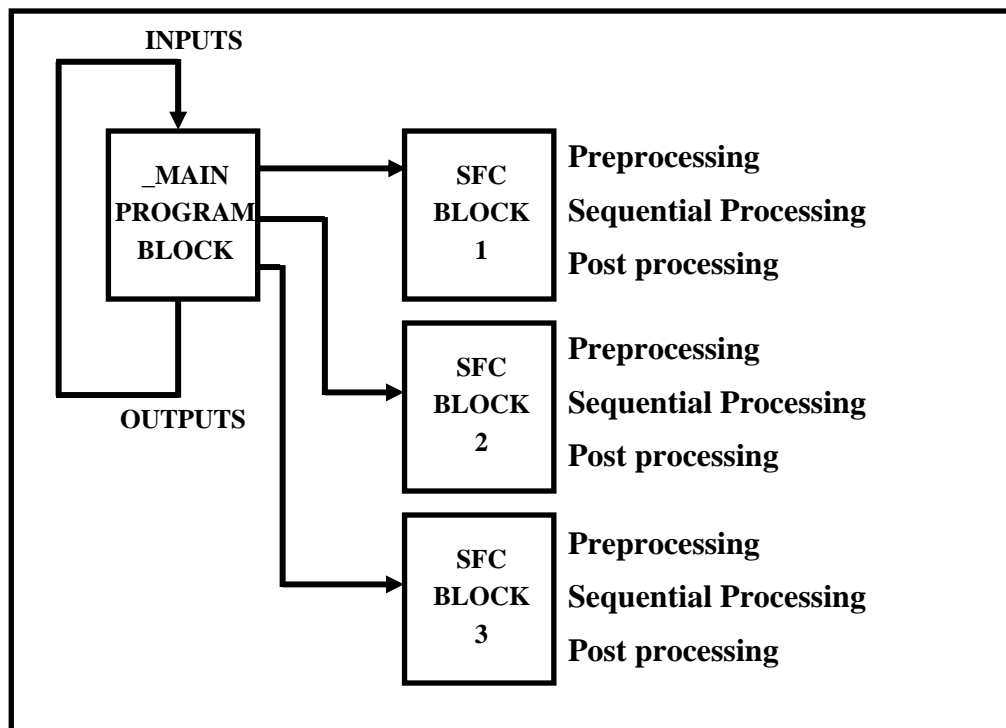 INPUTS
_MAIN
PROGRAM
BLOCK
OUTPUTS
SFC
BLOCK
1
Preprocessing
Sequential Processing
Post processing
SFC
BLOCK
2
Preprocessing
Sequential Processing
Post processing
SFC
BLOCK
3
Preprocessing
Sequential Processing
Post processing